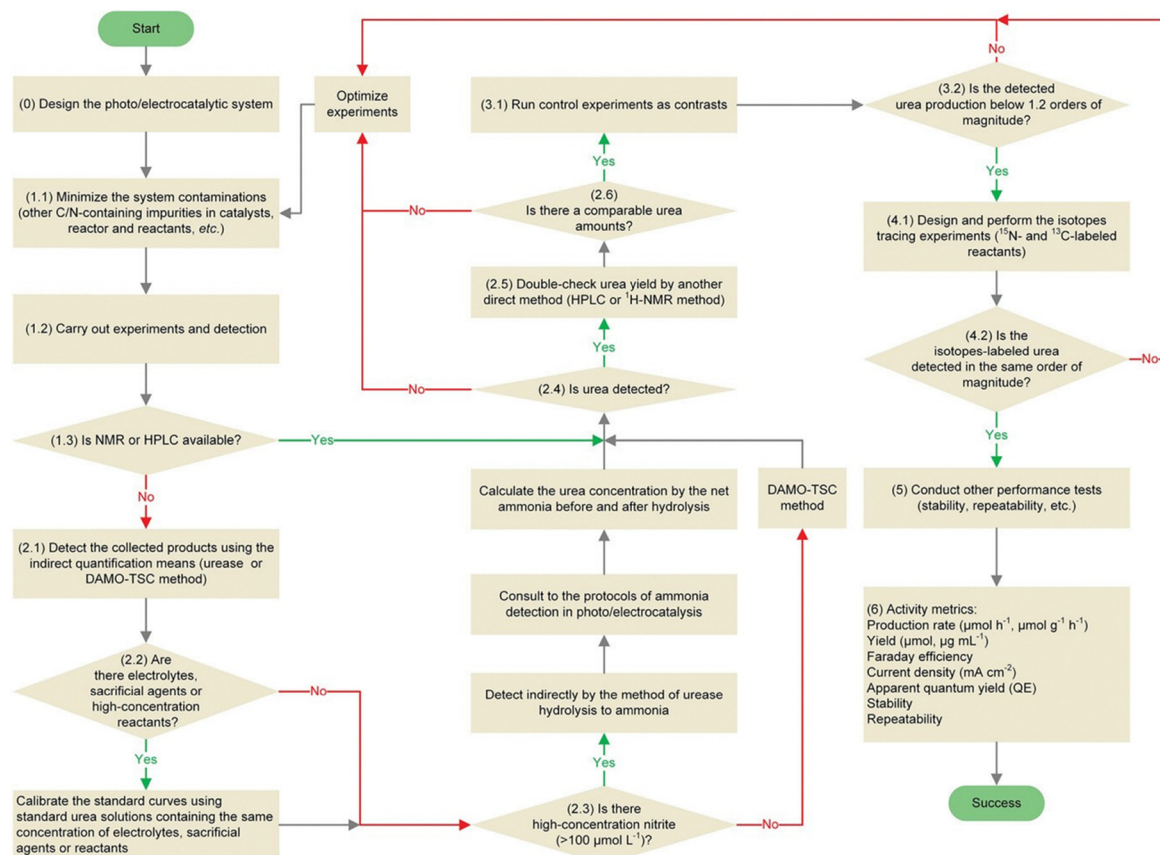 Start
(0) Design the photo/electrocatalytic system
(1.1) Minimize the system contaminations
(other C/N-containing impurities in catalysts,
reactor and reactants, etc.)
(1.2) Carry out experiments and detection
(1.3) Is NMR or HPLC available?
Yes
No
(2.1) Detect the collected products using the
indirect quantification means (urease or
DAMO-TSC method)
(2.2) Are
there electrolytes,
sacrificial agents or
high-concentration
reactants?
No
Yes
Calibrate the standard curves using
standard urea solutions containing the same
concentration of electrolytes, sacrificial
agents or reactants
Optimize
experiments
(3.1) Run control experiments as contrasts
Yes
(2.6)
Is there a comparable urea
amounts?
No
(2.5) Double-check urea yield by another
direct method (HPLC or ¹H-NMR method)
Yes
(2.4) Is urea detected?
No
Calculate the urea concentration by the net
ammonia before and after hydrolysis
DAMO-TSC
method
Consult to the protocols of ammonia
detection in photo/electrocatalysis
Detect indirectly by the method of urease
hydrolysis to ammonia
Yes
(2.3) Is there
high-concentration nitrite
(>100 μmol L⁻¹)?
No
No
(3.2) Is the detected
urea production below 1.2 orders of
magnitude?
Yes
(4.1) Design and perform the isotopes
tracing experiments (¹⁵N- and ¹³C-labeled
reactants)
(4.2) Is the
isotopes-labeled urea
detected in the same order of
magnitude?
No
Yes
(5) Conduct other performance tests
(stability, repeatability, etc.)
(6) Activity metrics:
Production rate (μmol h⁻¹, μmol g⁻¹ h⁻¹)
Yield (μmol, μg mL⁻¹)
Faraday efficiency
Current density (mA cm⁻²)
Apparent quantum yield (QE)
Stability
Repeatability
Success